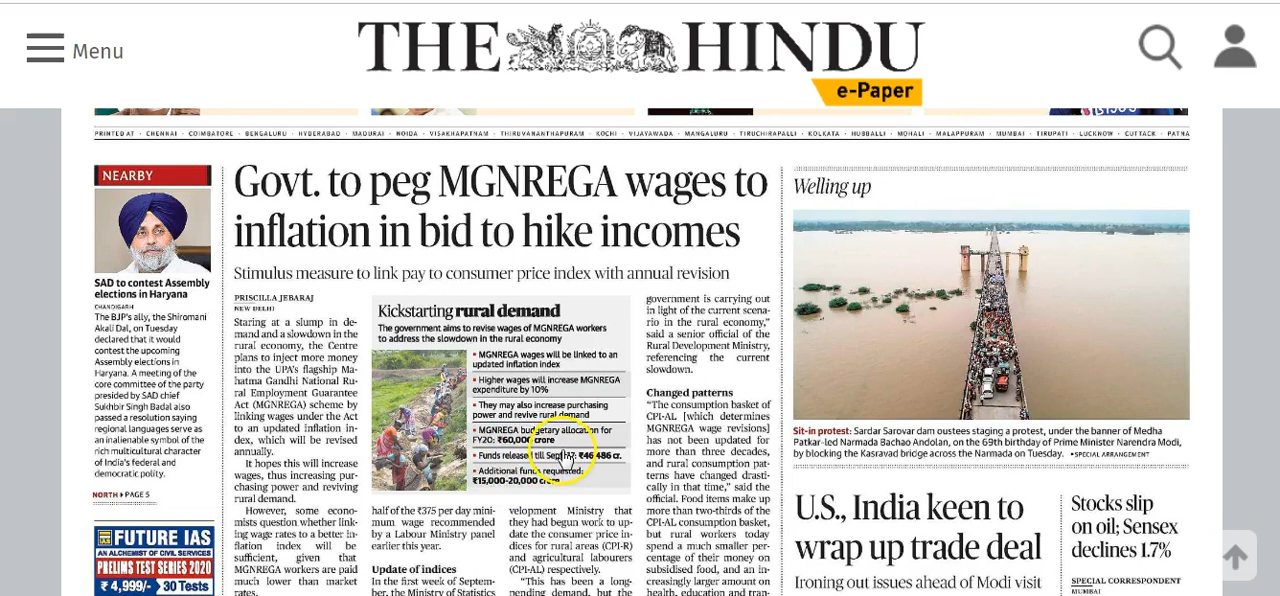 Menu
THE HINDU
e-Paper
PRINTED AT · CHENNAI · COIMBATORE · BENGALURU · HYDERABAD · MADURAI · NOIDA · VISAKHAPATNAM · THIRUVANANTHAPURAM · KOCHI · VIJAYAWADA · MANGALURU · TIRUCHIRAPALLI · KOLKATA · HUBBALLI · MOHALI · MALAPPURAM · MUMBAI · TIRUPATI · LUCKNOW · CUTTACK · PATNA
NEARBY
SAD to contest Assembly
elections in Haryana
CHANDIGARH
The BJP's ally, the Shiromani
Akali Dal, on Tuesday
declared that it would
contest the upcoming
Assembly elections in
Haryana. A meeting of the
core committee of the party
presided by SAD chief
Sukhbir Singh Badal also
passed a resolution saying
regional languages serve as
an inalienable symbol of the
rich multicultural character
of India's federal and
democratic polity.
NORTH ▸ PAGE 5
FUTURE IAS
AN ALCHEMIST OF CIVIL SERVICES
PRELIMS TEST SERIES 2020
₹ 4,999/- ▸ 30 Tests
Govt. to peg MGNREGA wages to
inflation in bid to hike incomes
Stimulus measure to link pay to consumer price index with annual revision
PRISCILLA JEBARAJ
NEW DELHI
Staring at a slump in de-
mand and a slowdown in the
rural economy, the Centre
plans to inject more money
into the UPA's flagship Ma-
hatma Gandhi National Ru-
ral Employment Guarantee
Act (MGNREGA) scheme by
linking wages under the Act
to an updated inflation in-
dex, which will be revised
annually.
It hopes this will increase
wages, thus increasing pur-
chasing power and reviving
rural demand.
However, some econo-
mists question whether link-
ing wage rates to a better in-
flation index will be
sufficient, given that
MGNREGA workers are paid
much lower than market
rates.
Kickstarting rural demand
The government aims to revise wages of MGNREGA workers
to address the slowdown in the rural economy
• MGNREGA wages will be linked to an
updated inflation index
• Higher wages will increase MGNREGA
expenditure by 10%
• They may also increase purchasing
power and revive rural demand
• MGNREGA budgetary allocation for
FY20: ₹60,000 crore
• Funds released till Sept 17: ₹46,486 cr.
• Additional funds requested:
₹15,000-20,000 crore
half of the ₹375 per day mini-
mum wage recommended
by a Labour Ministry panel
earlier this year.
Update of indices
In the first week of Septem-
ber, the Ministry of Statistics
velopment Ministry that
they had begun work to up-
date the consumer price in-
dices for rural areas (CPI-R)
and agricultural labourers
(CPI-AL) respectively.
"This has been a long-
pending demand, but the
government is carrying out
in light of the current scena-
rio in the rural economy,"
said a senior official of the
Rural Development Ministry,
referencing the current
slowdown.
Changed patterns
"The consumption basket of
CPI-AL [which determines
MGNREGA wage revisions]
has not been updated for
more than three decades,
and rural consumption pat-
terns have changed drasti-
cally in that time," said the
official. Food items make up
more than two-thirds of the
CPI-AL consumption basket,
but rural workers today
spend a much smaller per-
centage of their money on
subsidised food, and an in-
creasingly larger amount on
health, education and tran-
Welling up
Sit-in protest: Sardar Sarovar dam oustees staging a protest, under the banner of Medha
Patkar-led Narmada Bachao Andolan, on the 69th birthday of Prime Minister Narendra Modi,
by blocking the Kasravad bridge across the Narmada on Tuesday. • SPECIAL ARRANGEMENT
U.S., India keen to
wrap up trade deal
Ironing out issues ahead of Modi visit
Stocks slip
on oil; Sensex
declines 1.7%
SPECIAL CORRESPONDENT
MUMBAI